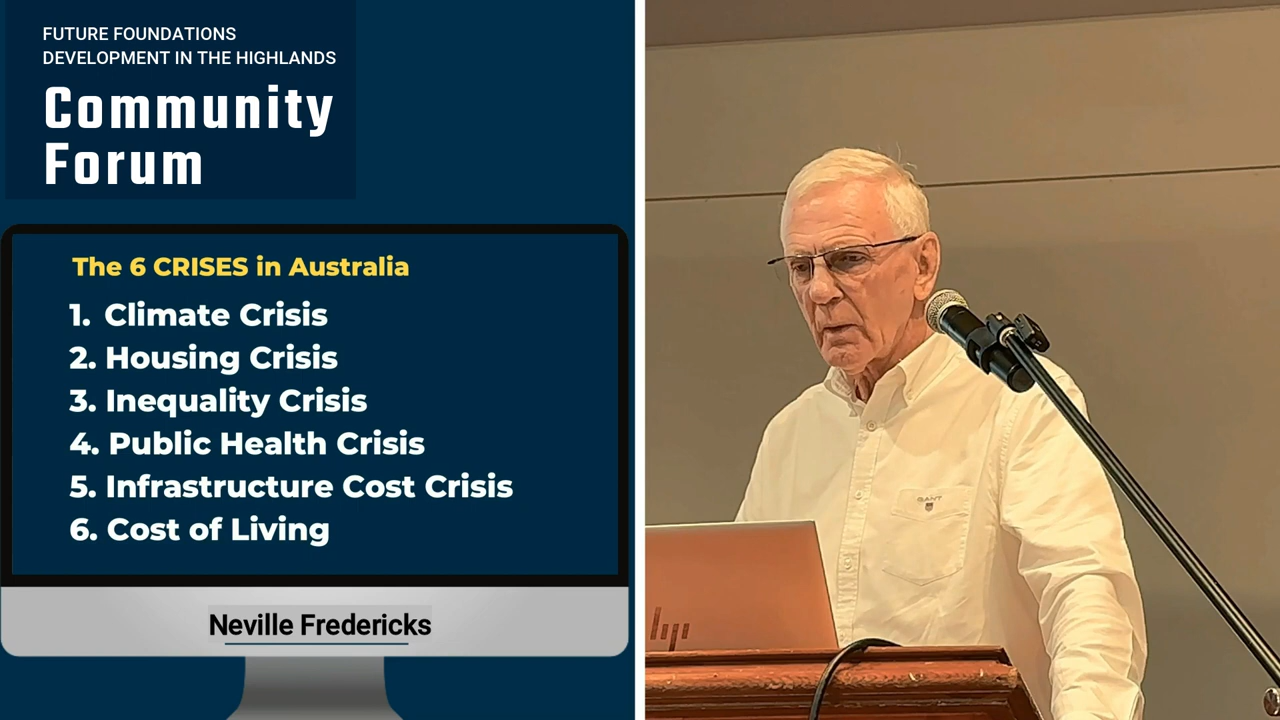 FUTURE FOUNDATIONS
DEVELOPMENT IN THE HIGHLANDS
Community
Forum
The 6 CRISES in Australia
1. Climate Crisis
2. Housing Crisis
3. Inequality Crisis
4. Public Health Crisis
5. Infrastructure Cost Crisis
6. Cost of Living
Neville Fredericks
GANT
hp